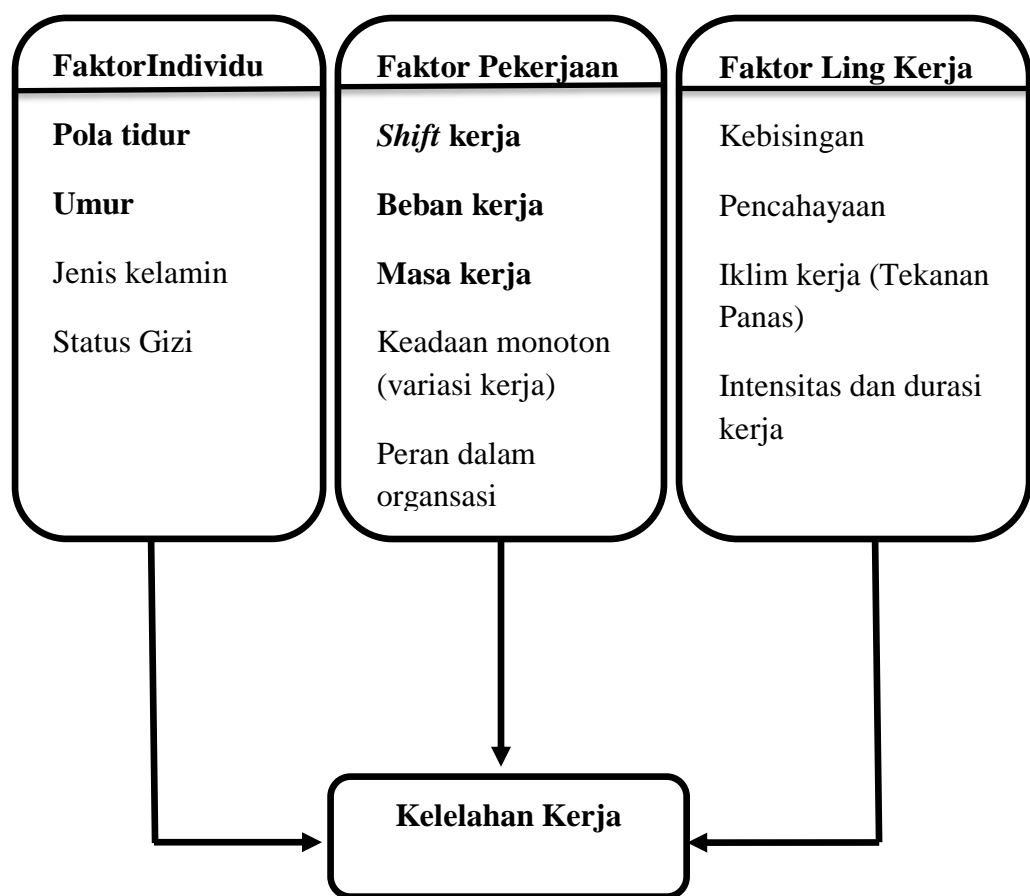 FaktorIndividu
Pola tidur
Umur
Jenis kelamin
Status Gizi
Faktor Pekerjaan
Shift kerja
Beban kerja
Masa kerja
Keadaan monoton
(variasi kerja)
Peran dalam
organsasi
Faktor Ling Kerja
Kebisingan
Pencahayaan
Iklim kerja (Tekanan
Panas)
Intensitas dan durasi
kerja
Kelelahan Kerja